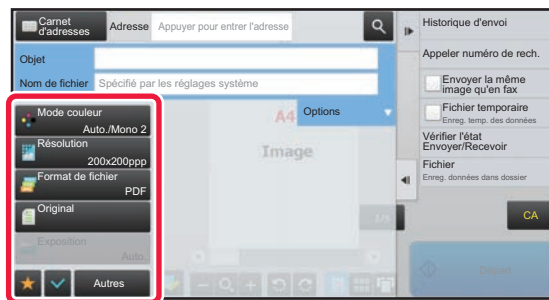 Carnet
d'adresses
Adresse
Appuyer pour entrer l'adresse
Objet
Nom de fichier
Spécifié par les réglages système
Mode couleur
Auto./Mono 2
Résolution
200x200ppp
Format de fichier
PDF
Original
Exposition
Auto.
Autres
A4
Options
Image
1/5
Historique d'envoi
Appeler numéro de rech.
Envoyer la même
image qu'en fax
Fichier temporaire
Enreg. temp. des données
Vérifier l'état
Envoyer/Recevoir
Fichier
Enreg. données dans dossier
CA
Départ